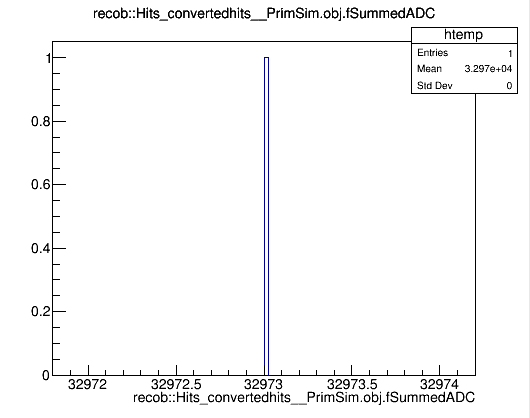 recob::Hits_convertedhits__PrimSim.obj.fSummedADC
htemp
Entries 1
Mean 3.297e+04
Std Dev 0
1
0.8
0.6
0.4
0.2
0
32972 32972.5 32973 32973.5 32974
recob::Hits_convertedhits__PrimSim.obj.fSummedADC